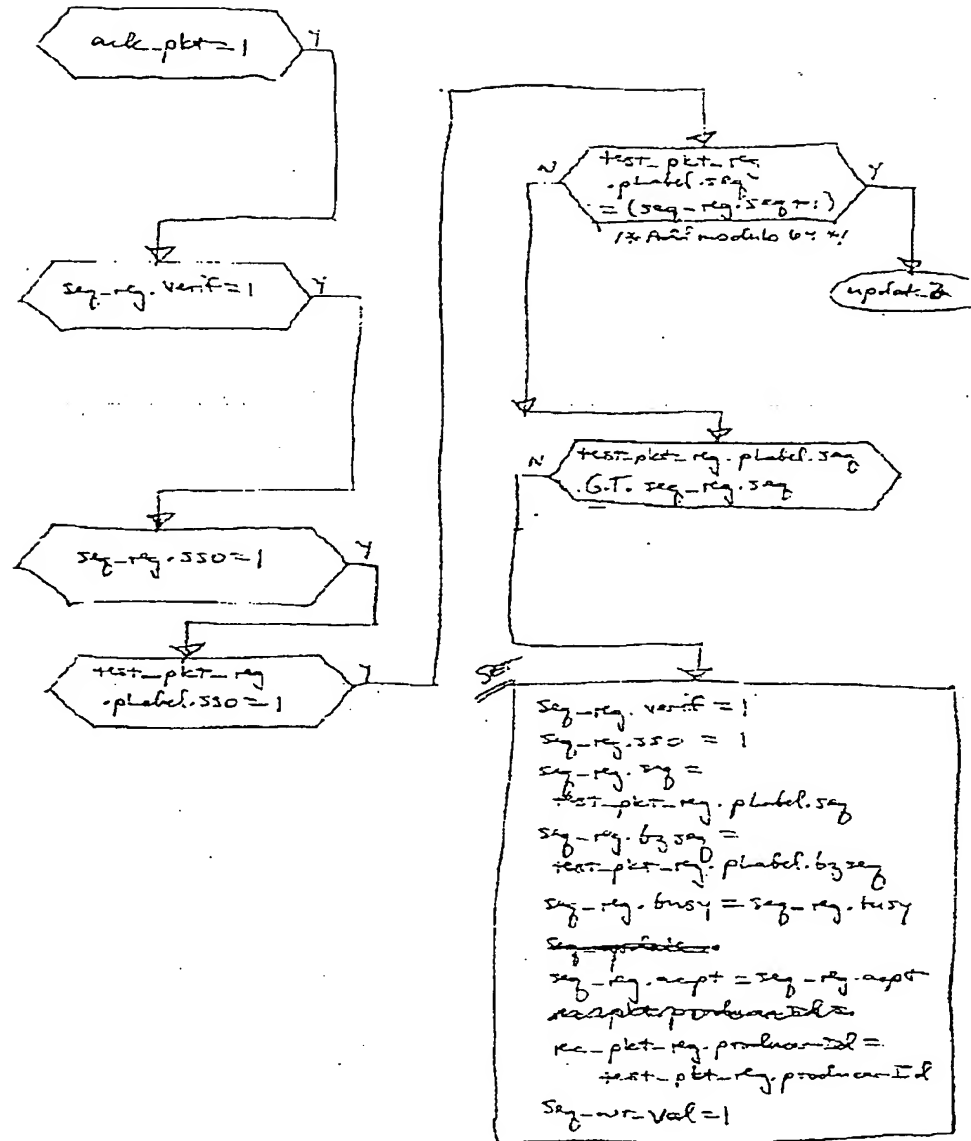 ack_pkt=1
Y
seq_reg.verif=1
Y
seq_reg.sso=1
Y
test_pkt_reg
.plabel.sso=1
Y
N
test_pkt_reg
.plabel.seq
= (seq_reg.seq+1)
Y
modulo 64 */
N
test_pkt_reg.plabel.seq
.G.T. seq_reg.seq
seq_reg.verif=1
seq_reg.sso = 1
seq_reg.seq =
test_pkt_reg.plabel.seq
seq_reg.bzseq =
test_pkt_reg.plabel.bzseq
seq_reg.busy=seq_reg.busy
seq_reg.acpt=seq_reg.acpt
rec_pkt_reg.producerId=
test_pkt_reg.producerId
seq_wr_val=1